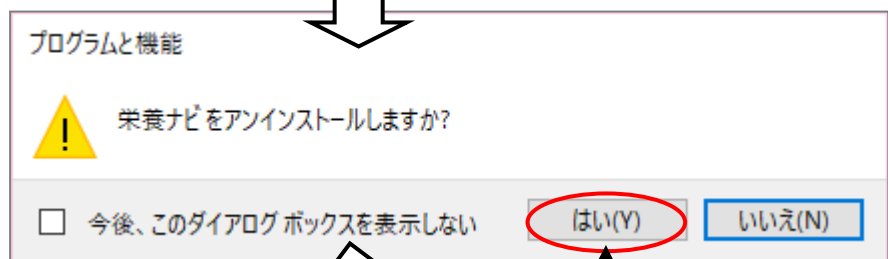 プログラムと機能
栄養ナビをアンインストールしますか?
今後、このダイアログ ボックスを表示しない
はい(Y)
いいえ(N)